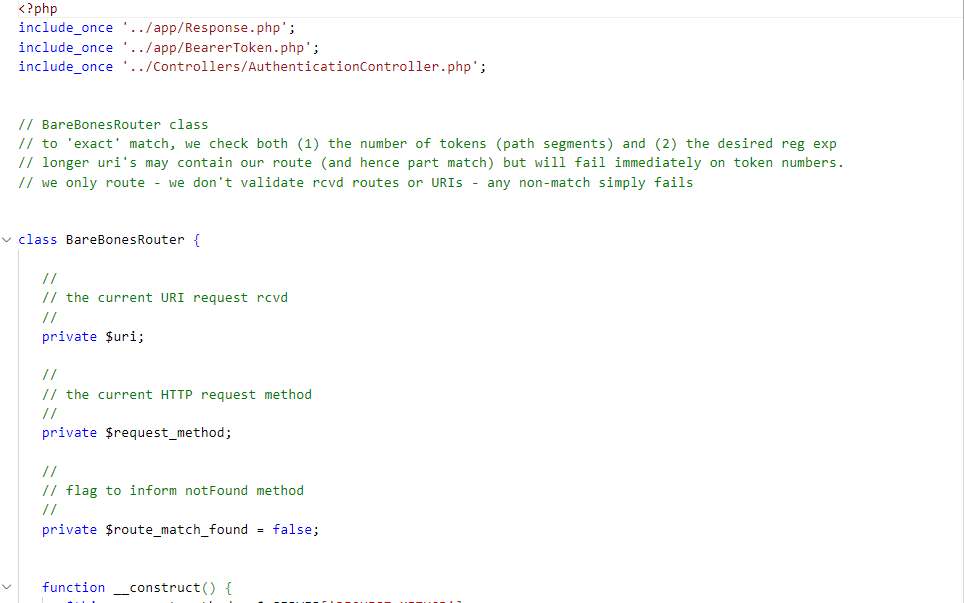 <?php
include_once '../app/Response.php';
include_once '../app/BearerToken.php';
include_once '../Controllers/AuthenticationController.php';
// BareBonesRouter class
// to 'exact' match, we check both (1) the number of tokens (path segments) and (2) the desired reg exp
// longer uri's may contain our route (and hence part match) but will fail immediately on token numbers.
// we only route - we don't validate rcvd routes or URIs - any non-match simply fails
class BareBonesRouter {
//
// the current URI request rcvd
//
private $uri;
//
// the current HTTP request method
//
private $request_method;
//
// flag to inform notFound method
//
private $route_match_found = false;
function __construct() {